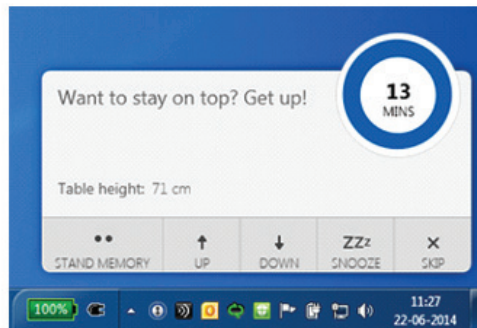 Want to stay on top? Get up!
13
MINS
Table height: 71 cm
STAND MEMORY
UP
DOWN
ZZz
SNOOZE
SKIP
100%
11:27
22-06-2014